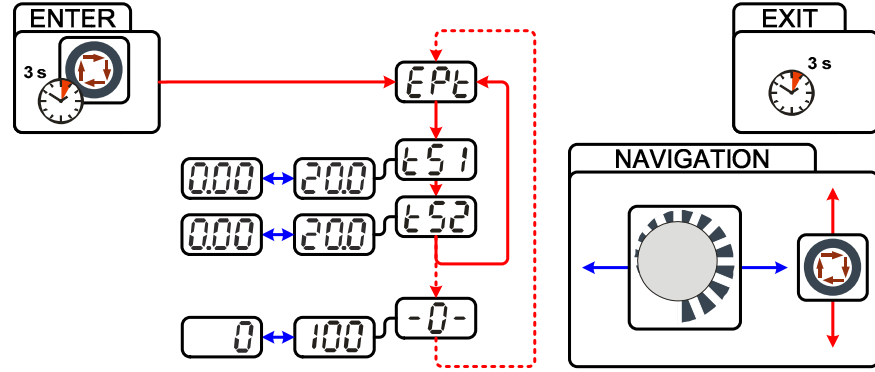 ENTER
EXIT
3 s
3 s
EPt
tS1
0.00
20.0
NAVIGATION
tS2
0.00
20.0
-0-
0
100